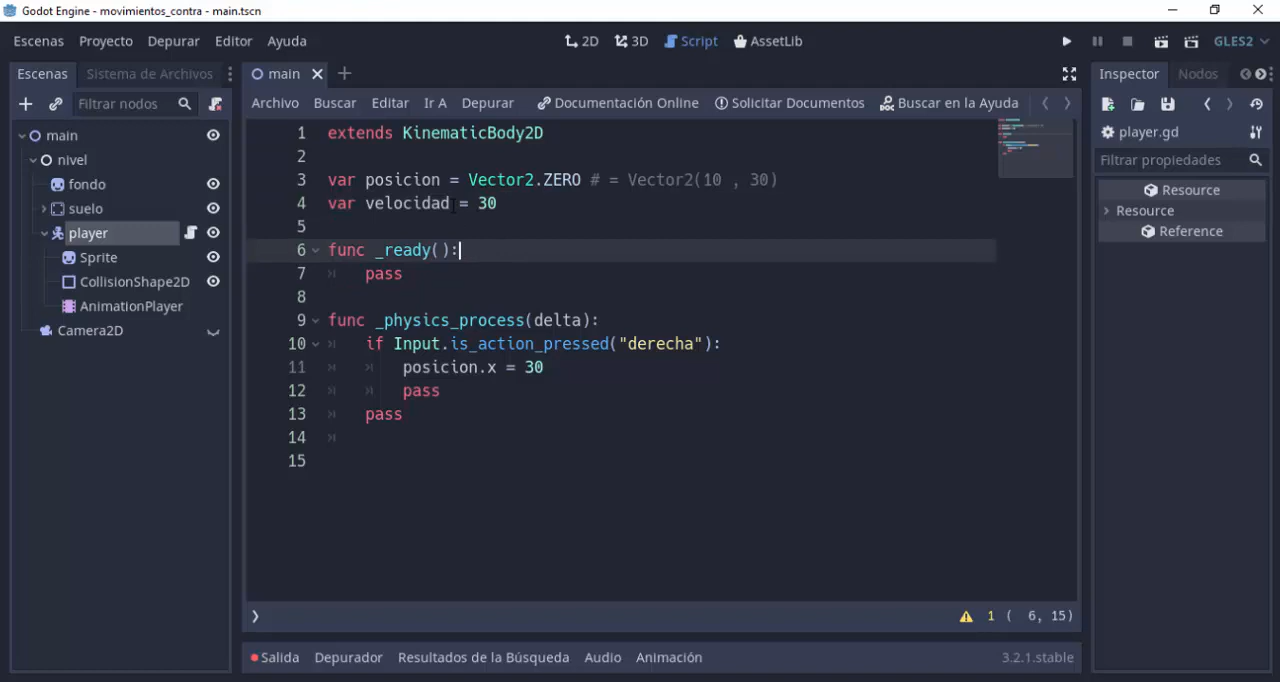 Godot Engine - movimientos_contra - main.tscn
Escenas Proyecto Depurar Editor Ayuda 2D 3D Script AssetLib GLES2
Escenas Sistema de Archivos main Inspector Nodos
Filtrar nodos Archivo Buscar Editar Ir A Depurar Documentación Online Solicitar Documentos Buscar en la Ayuda
player.gd
Filtrar propiedades
Resource
Resource
Reference
main
nivel
fondo
suelo
player
Sprite
CollisionShape2D
AnimationPlayer
Camera2D
1 extends KinematicBody2D
2
3 var posicion = Vector2.ZERO # = Vector2(10 , 30)
4 var velocidad = 30
5
6 func _ready():
7 pass
8
9 func _physics_process(delta):
10 if Input.is_action_pressed("derecha"):
11 posicion.x = 30
12 pass
13 pass
14
15
1 ( 6, 15)
Salida Depurador Resultados de la Búsqueda Audio Animación 3.2.1.stable